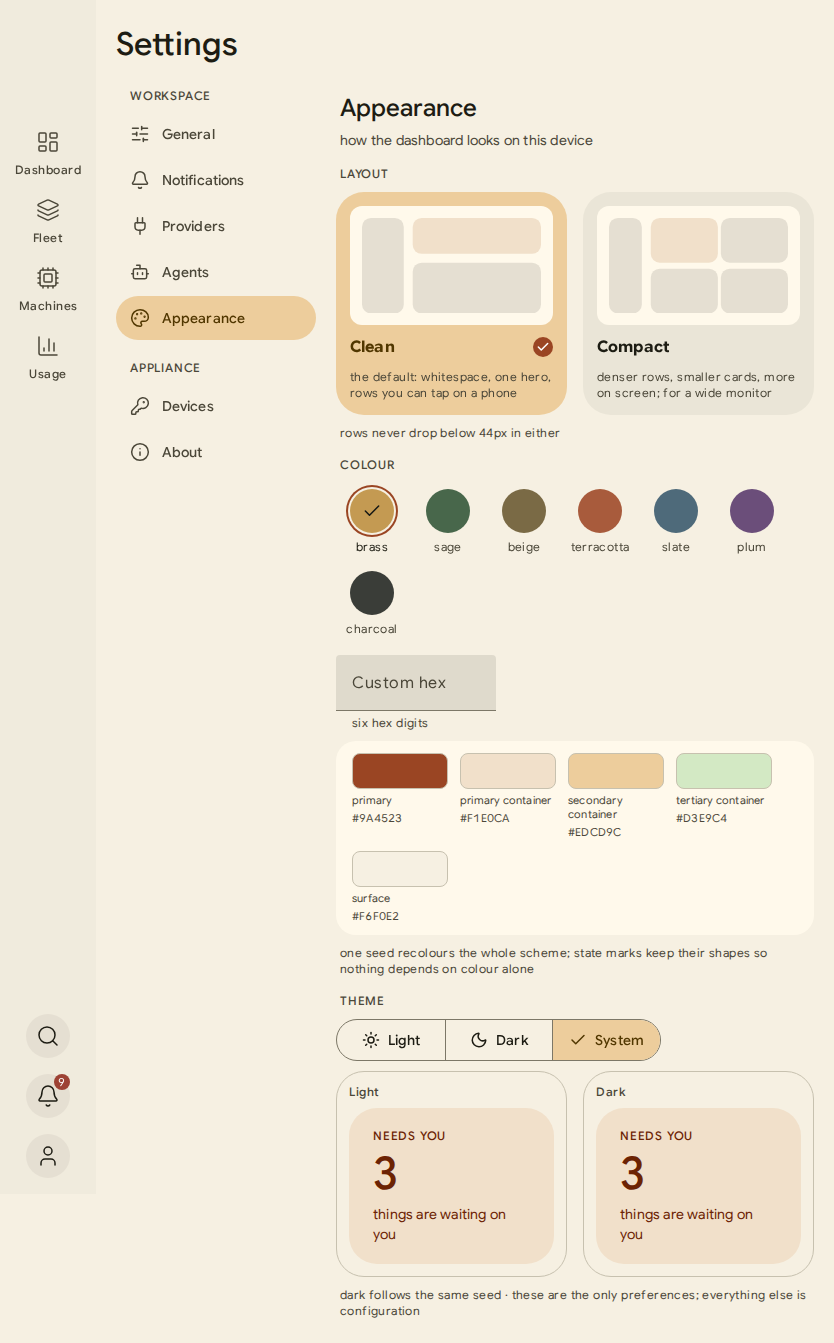 Settings
Dashboard
Fleet
Machines
Usage
9
WORKSPACE
General
Notifications
Providers
Agents
Appearance
APPLIANCE
Devices
About
Appearance
how the dashboard looks on this device
LAYOUT
Clean
the default: whitespace, one hero,
rows you can tap on a phone
Compact
denser rows, smaller cards, more
on screen; for a wide monitor
rows never drop below 44px in either
COLOUR
brass
sage
beige
terracotta
slate
plum
charcoal
Custom hex
six hex digits
primary
#9A4523
primary container
#F1E0CA
secondary
container
#EDCD9C
tertiary container
#D3E9C4
surface
#F6F0E2
one seed recolours the whole scheme; state marks keep their shapes so
nothing depends on colour alone
THEME
Light
Dark
System
Light
NEEDS YOU
3
things are waiting on
you
Dark
NEEDS YOU
3
things are waiting on
you
dark follows the same seed · these are the only preferences; everything else is
configuration